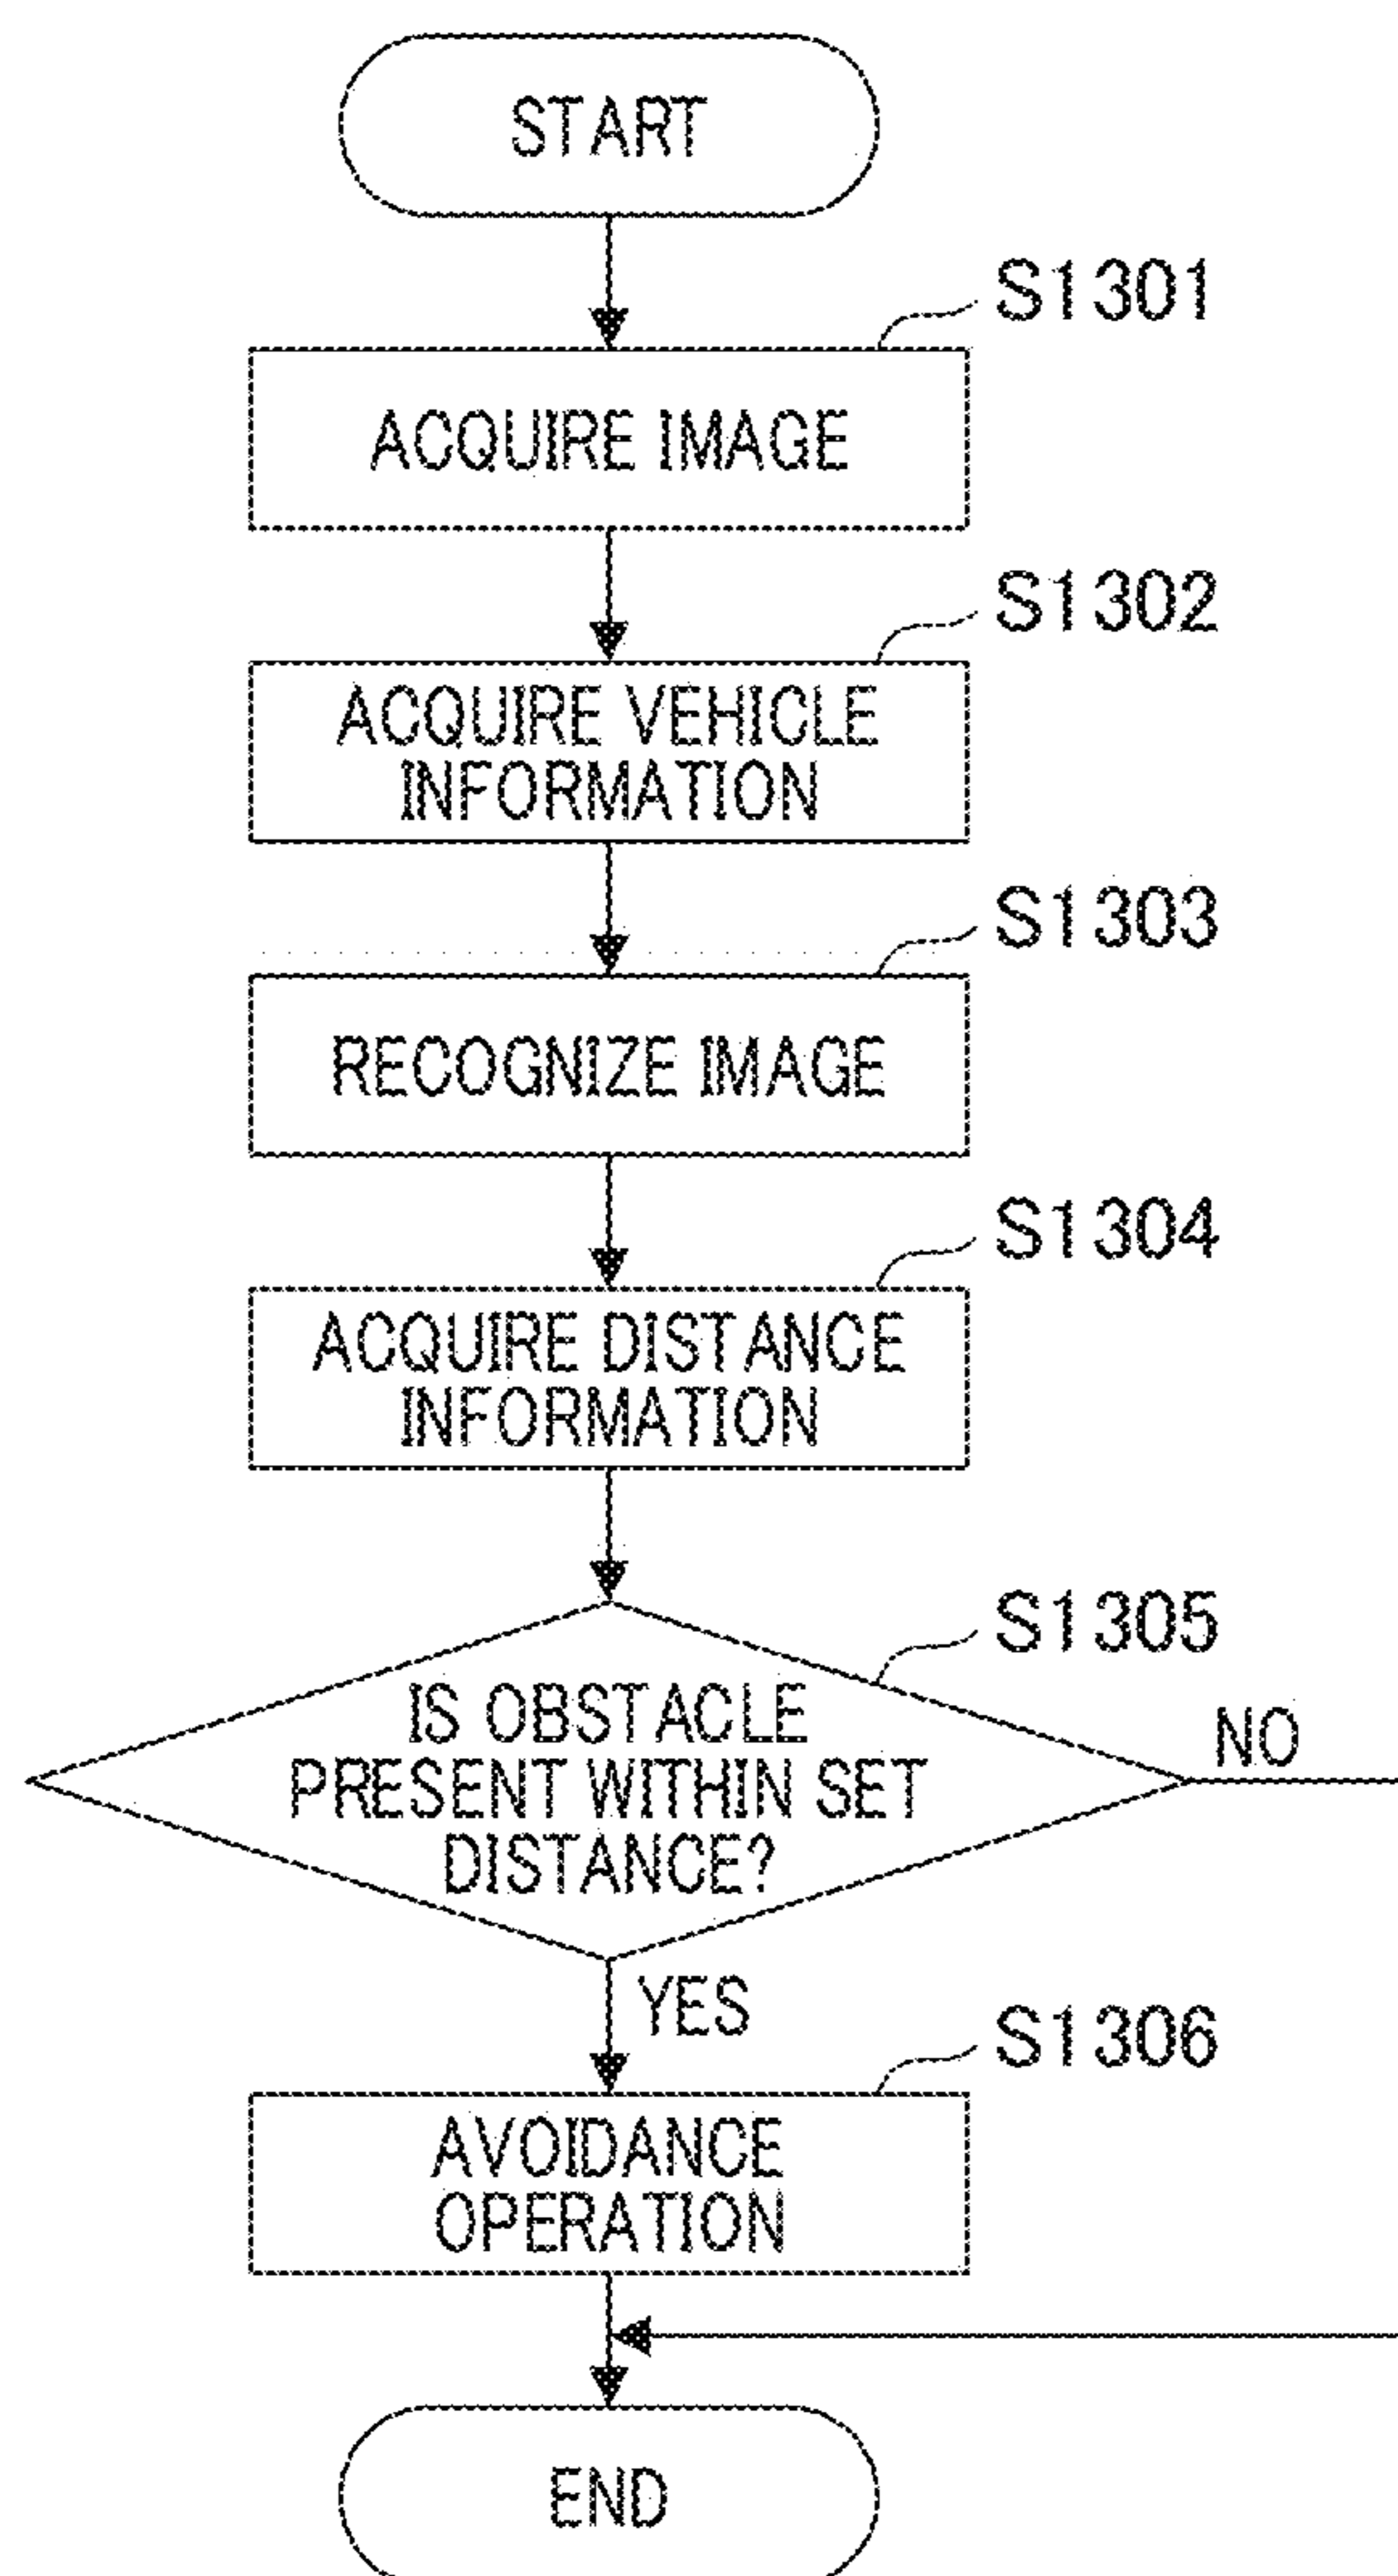 START
S1301
ACQUIRE IMAGE
S1302
ACQUIRE VEHICLE
INFORMATION
S1303
RECOGNIZE IMAGE
S1304
ACQUIRE DISTANCE
INFORMATION
S1305
IS OBSTACLE
PRESENT WITHIN SET
DISTANCE?
NO
YES
S1306
AVOIDANCE
OPERATION
END